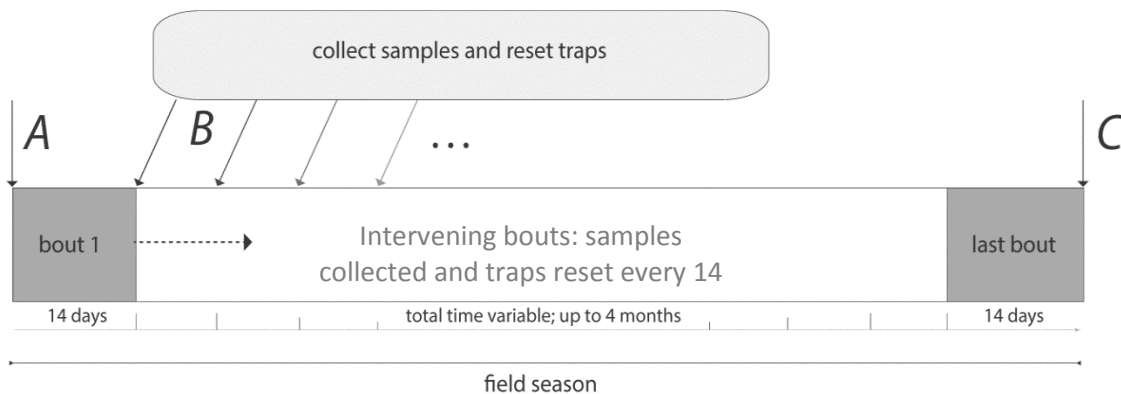 collect samples and reset traps
A
B
...
C
bout 1
Intervening bouts: samples
collected and traps reset every 14
last bout
14 days
total time variable; up to 4 months
14 days
field season